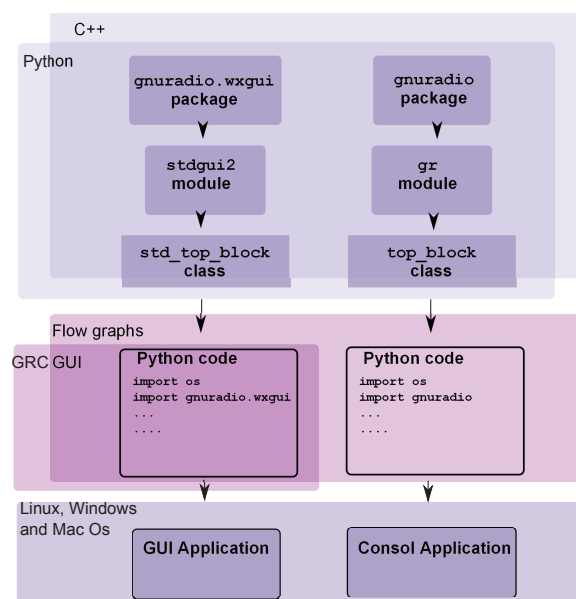 C++
Python
gnuradio.wxgui
package
gnuradio
package
stdgui2
module
gr
module
std_top_block
class
top_block
class
Flow graphs
GRC GUI
Python code
import os
import gnuradio.wxgui
...
....
Python code
import os
import gnuradio
...
....
Linux, Windows
and Mac Os
GUI Application
Consol Application